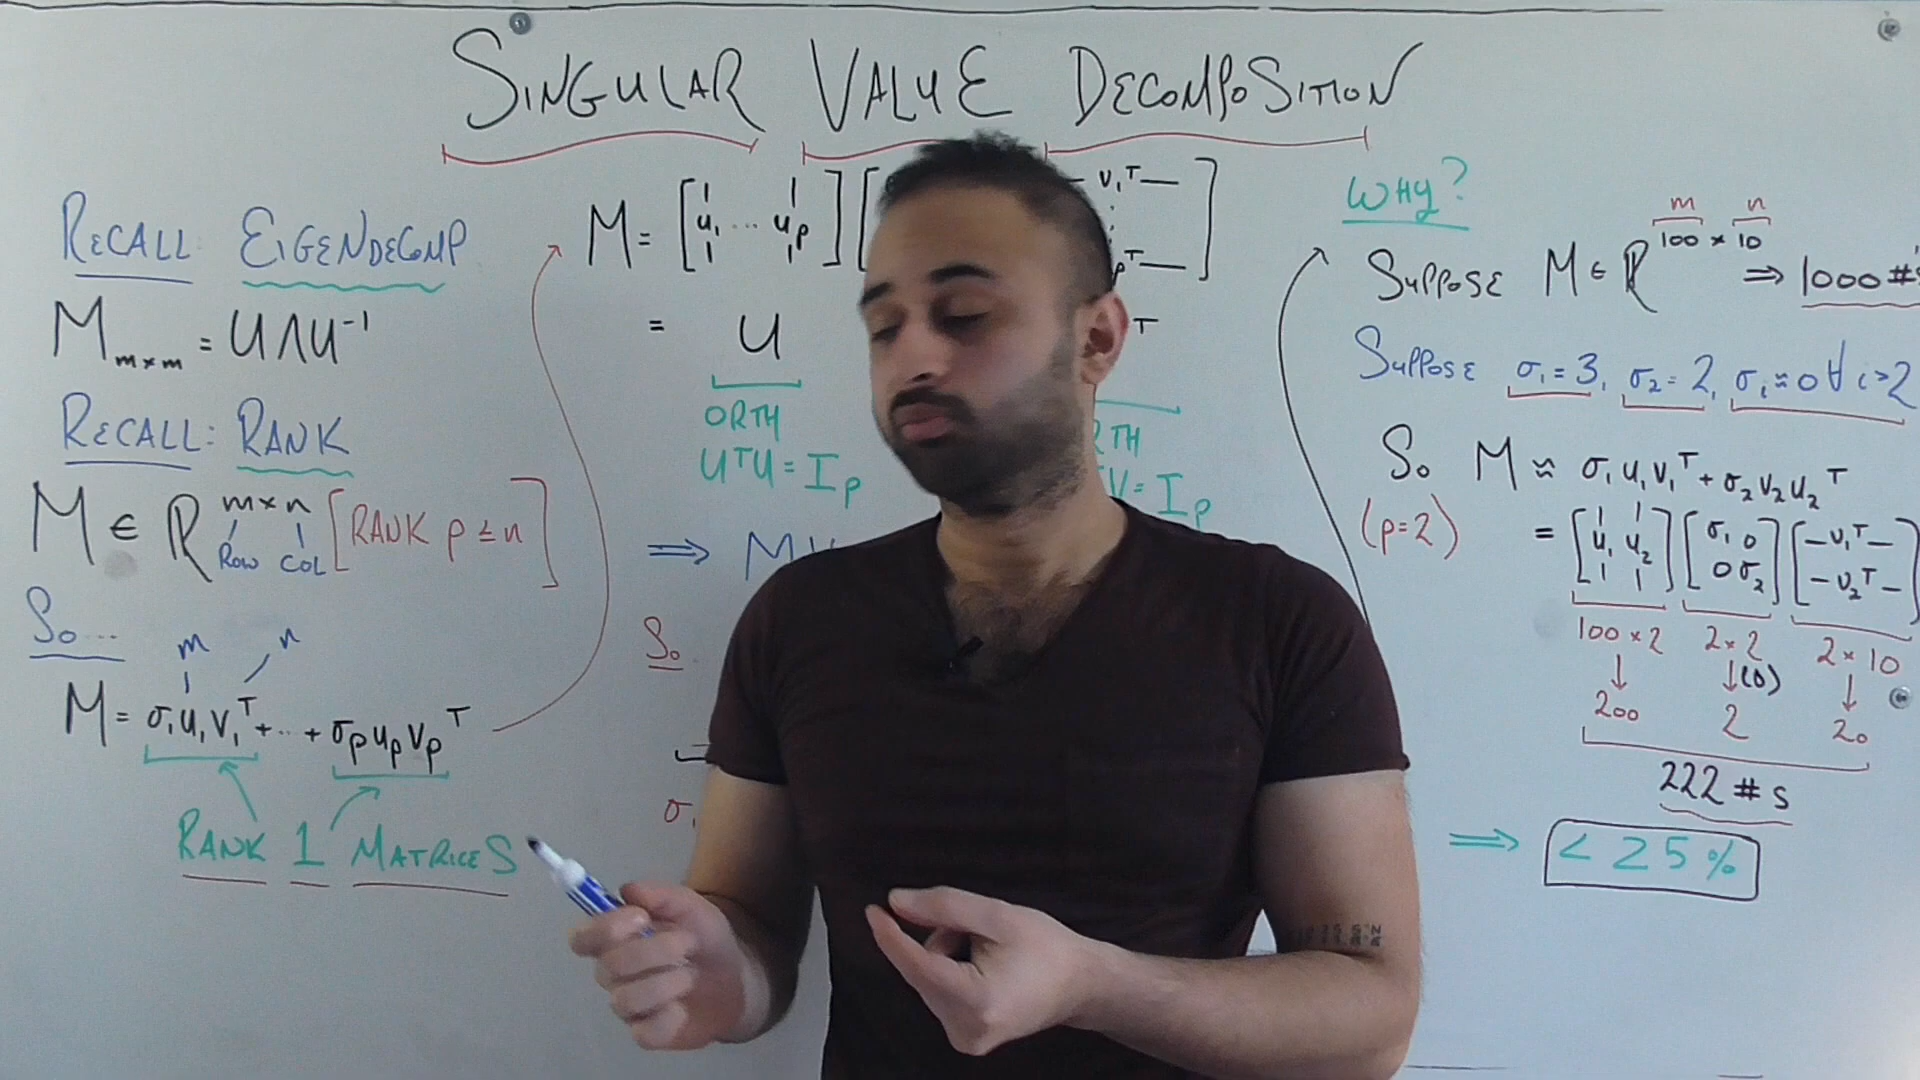 SINGULAR VALUE DECOMPOSITION
RECALL: EIGENDECOMP
M m×m = UΛU⁻¹
RECALL: RANK
M ∈ ℝ m×n [RANK p ≤ n]
ROW COL
So...
m n
M = σ₁u₁v₁ᵀ + ... + σpupvpᵀ
RANK 1 MATRICES
M = [u₁ ... up] [ — v₁ᵀ —
pᵀ — ]
= U ᵀ
ORTH
UᵀU = Ip
V = Ip
⇒ M
So
σ
WHY?
m n
SUPPOSE M ∈ ℝ 100 × 10 ⇒ 1000 #s
SUPPOSE σ₁ = 3, σ₂ = 2, σᵢ ≈ 0 ∀ i > 2
So M ≈ σ₁u₁v₁ᵀ + σ₂v₂u₂ᵀ
(p=2) = [u₁ u₂] [σ₁ 0 0 σ₂] [—v₁ᵀ— —v₂ᵀ—]
100 × 2 2 × 2 2 × 10
↓ ↓(D) ↓
200 2 20
222 #s
⇒ < 25%